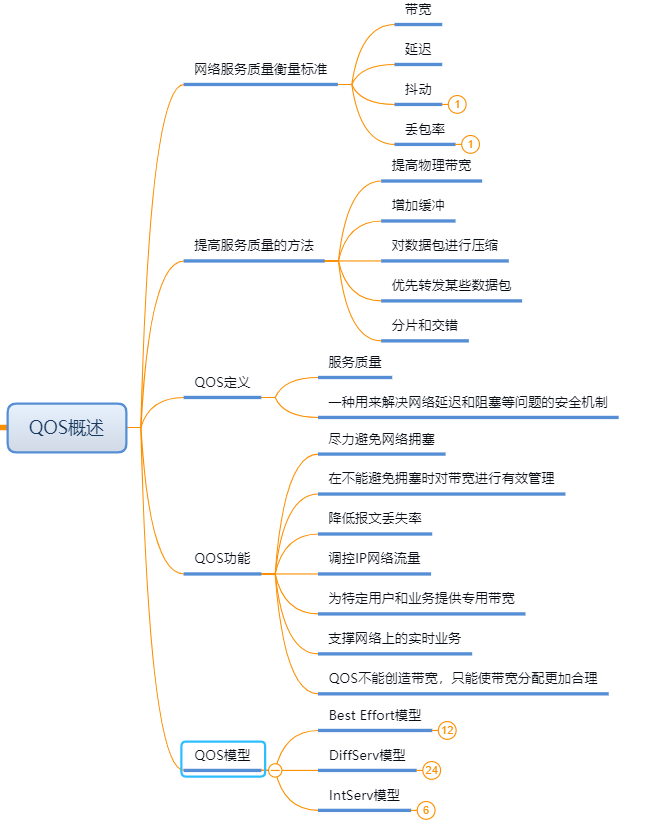 QOS概述
网络服务质量衡量标准
带宽
延迟
抖动
1
丢包率
1
提高服务质量的方法
提高物理带宽
增加缓冲
对数据包进行压缩
优先转发某些数据包
分片和交错
QOS定义
服务质量
一种用来解决网络延迟和阻塞等问题的安全机制
QOS功能
尽力避免网络拥塞
在不能避免拥塞时对带宽进行有效管理
降低报文丢失率
调控IP网络流量
为特定用户和业务提供专用带宽
支撑网络上的实时业务
QOS不能创造带宽，只能使带宽分配更加合理
QOS模型
Best Effort模型
12
DiffServ模型
24
IntServ模型
6